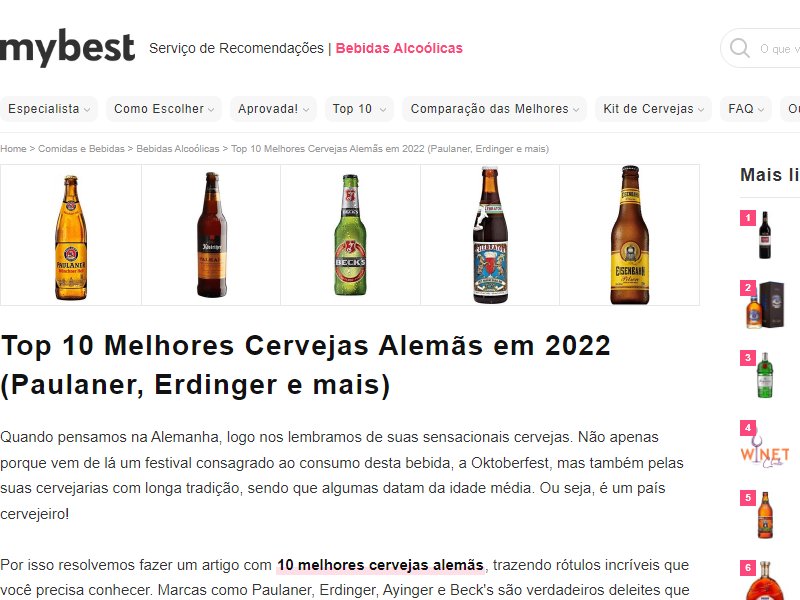 mybest
Serviço de Recomendações | Bebidas Alcoólicas
O que v
Especialista
Como Escolher
Aprovada!
Top 10
Comparação das Melhores
Kit de Cervejas
FAQ
Home > Comidas e Bebidas > Bebidas Alcoólicas > Top 10 Melhores Cervejas Alemãs em 2022 (Paulaner, Erdinger e mais)
PAULANER
BECK'S
CELEBRATOR
EISENBAHN
Pilsen
Mais li
1
2
3
4
WINET
Club
5
6
Top 10 Melhores Cervejas Alemãs em 2022
(Paulaner, Erdinger e mais)
Quando pensamos na Alemanha, logo nos lembramos de suas sensacionais cervejas. Não apenas
porque vem de lá um festival consagrado ao consumo desta bebida, a Oktoberfest, mas também pelas
suas cervejarias com longa tradição, sendo que algumas datam da idade média. Ou seja, é um país
cervejeiro!
Por isso resolvemos fazer um artigo com 10 melhores cervejas alemãs, trazendo rótulos incríveis que
você precisa conhecer. Marcas como Paulaner, Erdinger, Ayinger e Beck's são verdadeiros deleites que